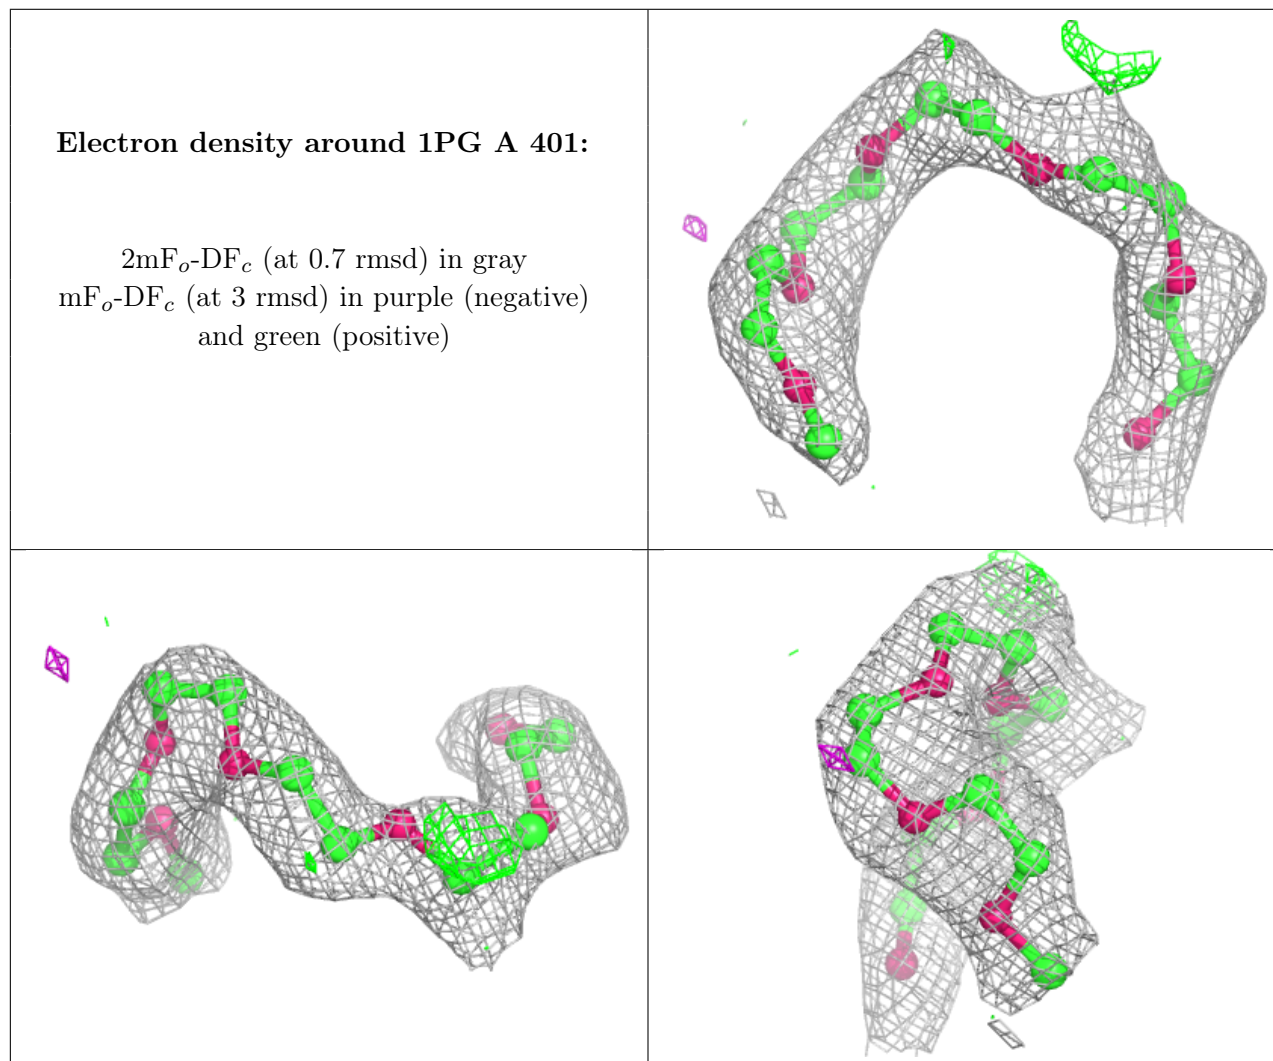 Electron density around 1PG A 401:
2mFo-DFc (at 0.7 rmsd) in gray
mFo-DFc (at 3 rmsd) in purple (negative)
and green (positive)